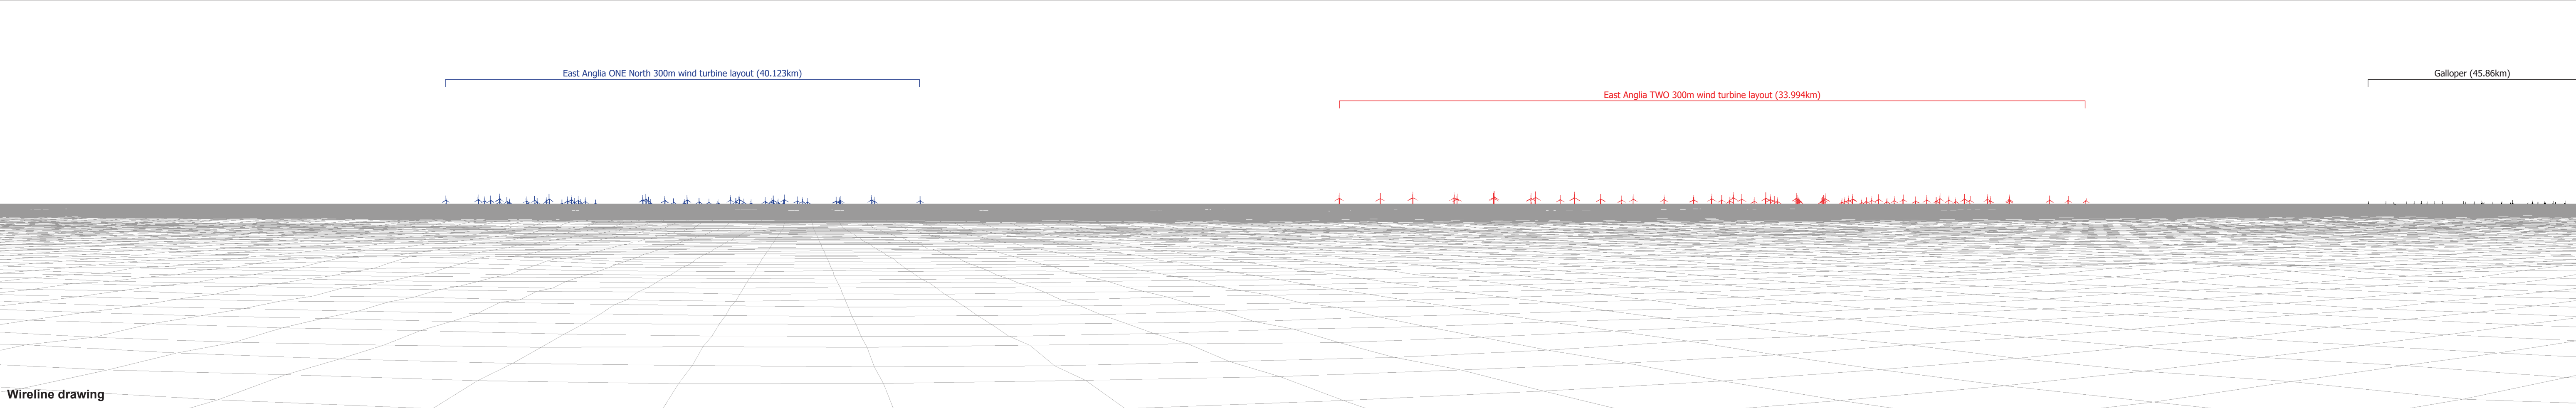 East Anglia ONE North 300m wind turbine layout (40.123km)
Galloper (45.86km)
East Anglia TWO 300m wind turbine layout (33.994km)
Wireline drawing